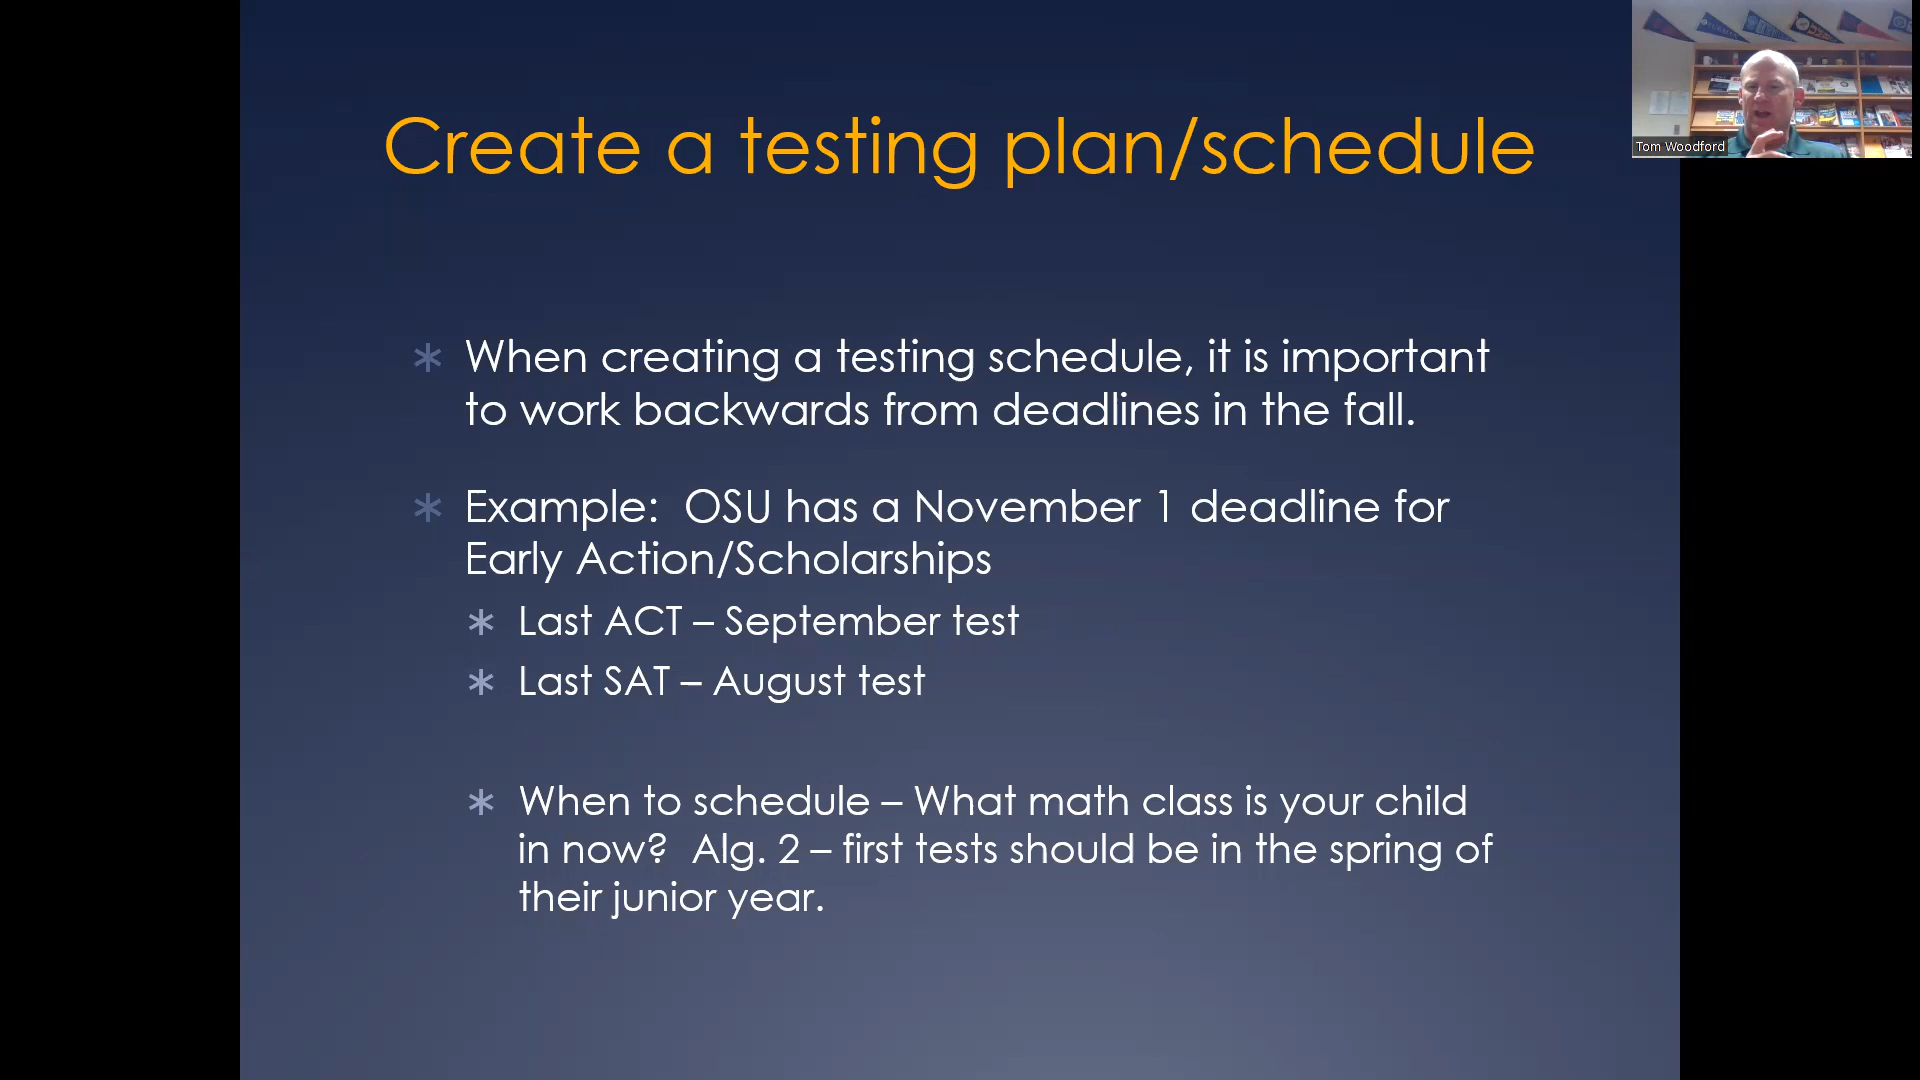 Create a testing plan/schedule
Tom Woodford
* When creating a testing schedule, it is important
to work backwards from deadlines in the fall.
* Example: OSU has a November 1 deadline for
Early Action/Scholarships
* Last ACT – September test
* Last SAT – August test
* When to schedule – What math class is your child
in now? Alg. 2 – first tests should be in the spring of
their junior year.